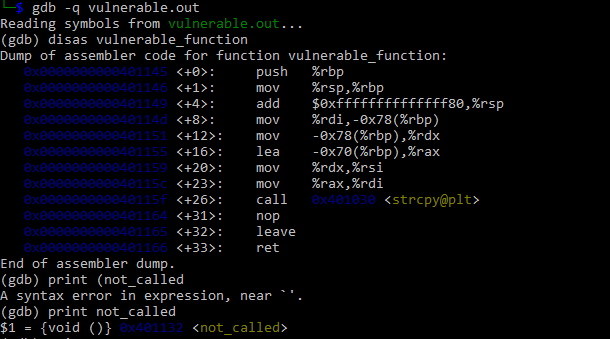 $ gdb -q vulnerable.out
Reading symbols from vulnerable.out...
(gdb) disas vulnerable_function
Dump of assembler code for function vulnerable_function:
0x0000000000401145 <+0>: push %rbp
0x0000000000401146 <+1>: mov %rsp,%rbp
0x0000000000401149 <+4>: add $0xffffffffffffff80,%rsp
0x000000000040114d <+8>: mov %rdi,-0x78(%rbp)
0x0000000000401151 <+12>: mov -0x78(%rbp),%rdx
0x0000000000401155 <+16>: lea -0x70(%rbp),%rax
0x0000000000401159 <+20>: mov %rdx,%rsi
0x000000000040115c <+23>: mov %rax,%rdi
0x000000000040115f <+26>: call 0x401030 <strcpy@plt>
0x0000000000401164 <+31>: nop
0x0000000000401165 <+32>: leave
0x0000000000401166 <+33>: ret
End of assembler dump.
(gdb) print (not_called
A syntax error in expression, near `'.
(gdb) print not_called
$1 = {void ()} 0x401132 <not_called>